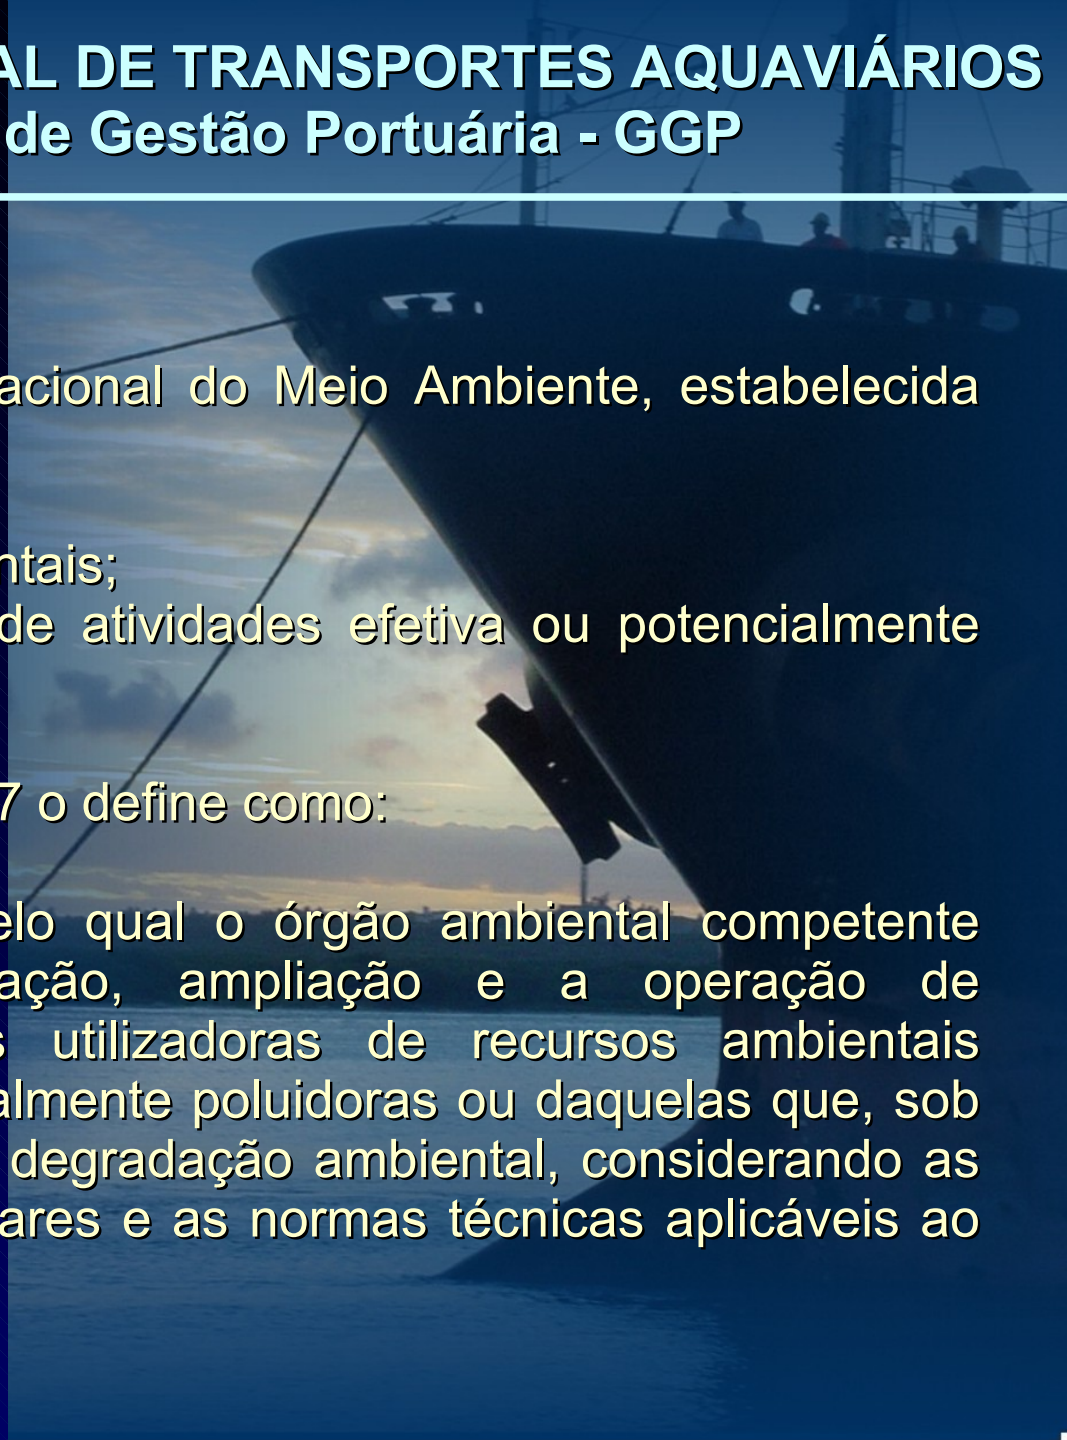 AL DE TRANSPORTES AQUAVIÁRIOS
de Gestão Portuária - GGP
acional do Meio Ambiente, estabelecida
ntais;
de atividades efetiva ou potencialmente
7 o define como:
elo qual o órgão ambiental competente
ação, ampliação e a operação de
s utilizadoras de recursos ambientais
almente poluidoras ou daquelas que, sob
degradação ambiental, considerando as
ares e as normas técnicas aplicáveis ao